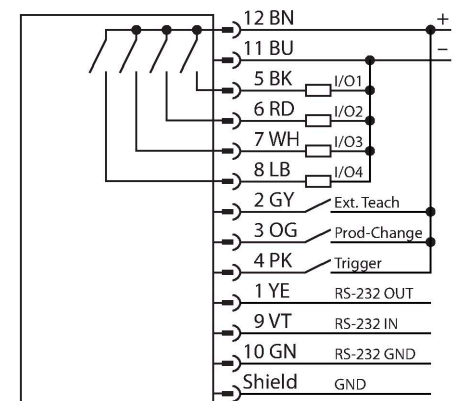 12 BN +
11 BU −
5 BK I/O1
6 RD I/O2
7 WH I/O3
8 LB I/O4
2 GY Ext. Teach
3 OG Prod-Change
4 PK Trigger
1 YE RS-232 OUT
9 VT RS-232 IN
10 GN RS-232 GND
Shield GND